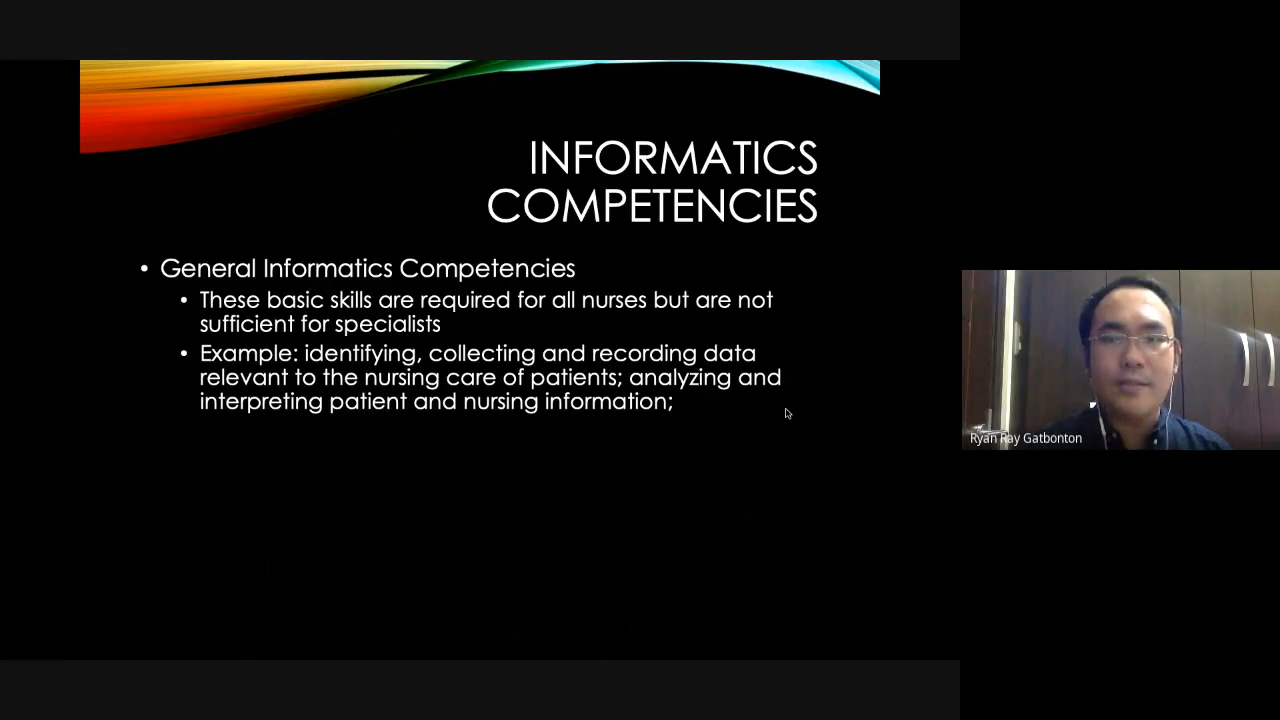 INFORMATICS
COMPETENCIES
• General Informatics Competencies
• These basic skills are required for all nurses but are not
sufficient for specialists
• Example: identifying, collecting and recording data
relevant to the nursing care of patients; analyzing and
interpreting patient and nursing information;
Ryan Ray Gatbonton